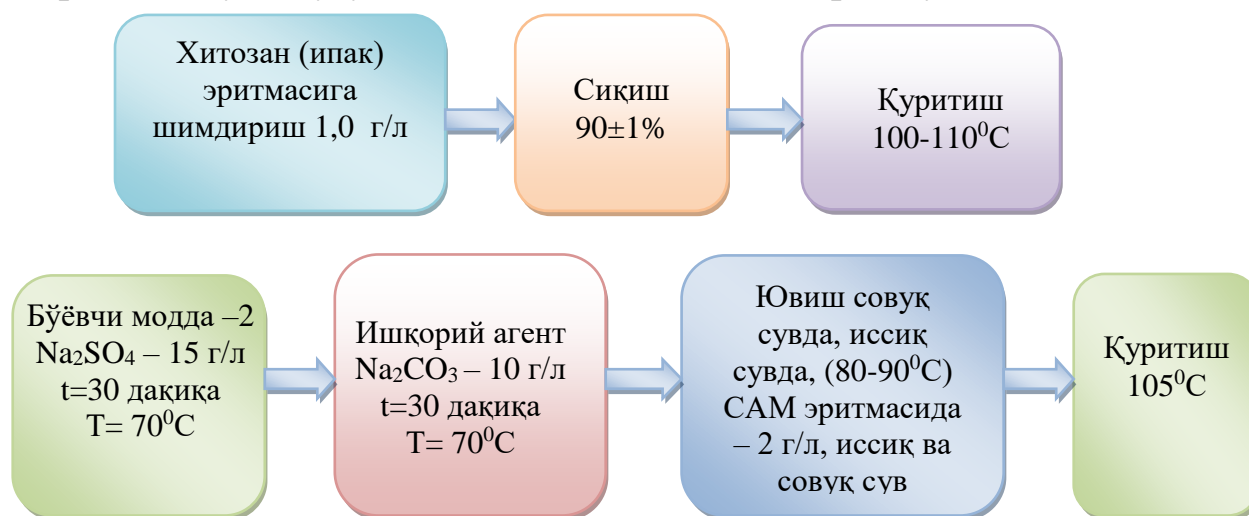 Хитозан (ипак)
эритмасига
шимдириш 1,0 г/л
Сиқиш
90±1%
Қуритиш
100-110⁰С
Бўёвчи модда –2
Na₂SO₄ – 15 г/л
t=30 дақиқа
T= 70⁰С
Ишқорий агент
Na₂CO₃ – 10 г/л
t=30 дақиқа
T= 70⁰С
Ювиш совуқ
сувда, иссиқ
сувда, (80-90⁰С)
САМ эритмасида
– 2 г/л, иссиқ ва
совуқ сув
Қуритиш
105⁰С